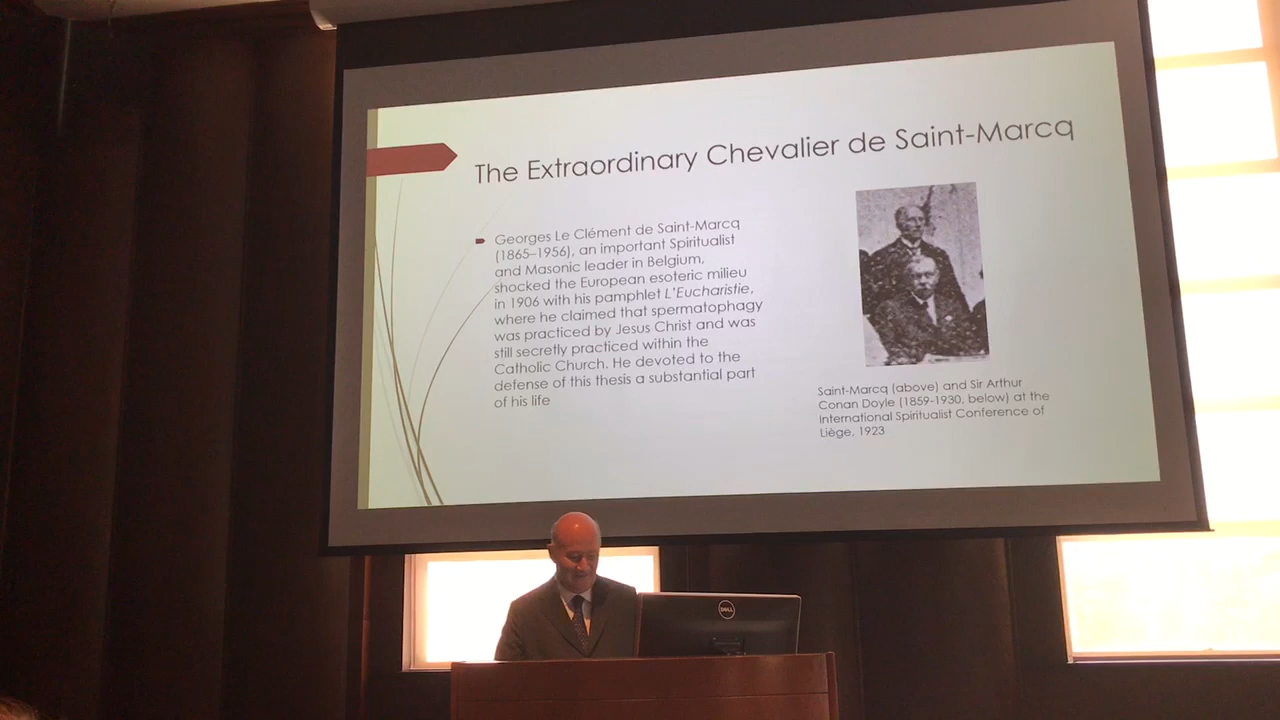 The Extraordinary Chevalier de Saint-Marcq
Georges Le Clément de Saint-Marcq
(1865–1956), an important Spiritualist
and Masonic leader in Belgium,
shocked the European esoteric milieu
in 1906 with his pamphlet L'Eucharistie,
where he claimed that spermatophagy
was practiced by Jesus Christ and was
still secretly practiced within the
Catholic Church. He devoted to the
defense of this thesis a substantial part
of his life
Saint-Marcq (above) and Sir Arthur
Conan Doyle (1859-1930, below) at the
International Spiritualist Conference of
Liège, 1923
DELL